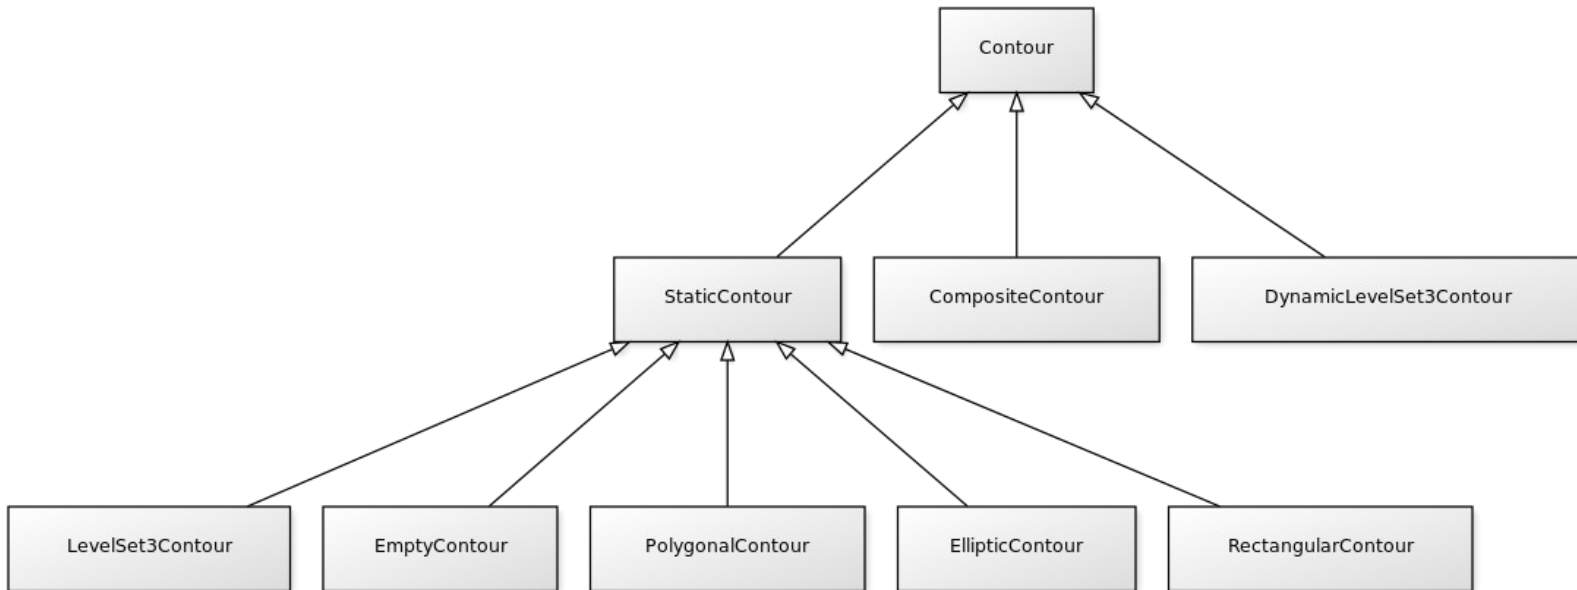 Contour
StaticContour
CompositeContour
DynamicLevelSet3Contour
LevelSet3Contour
EmptyContour
PolygonalContour
EllipticContour
RectangularContour